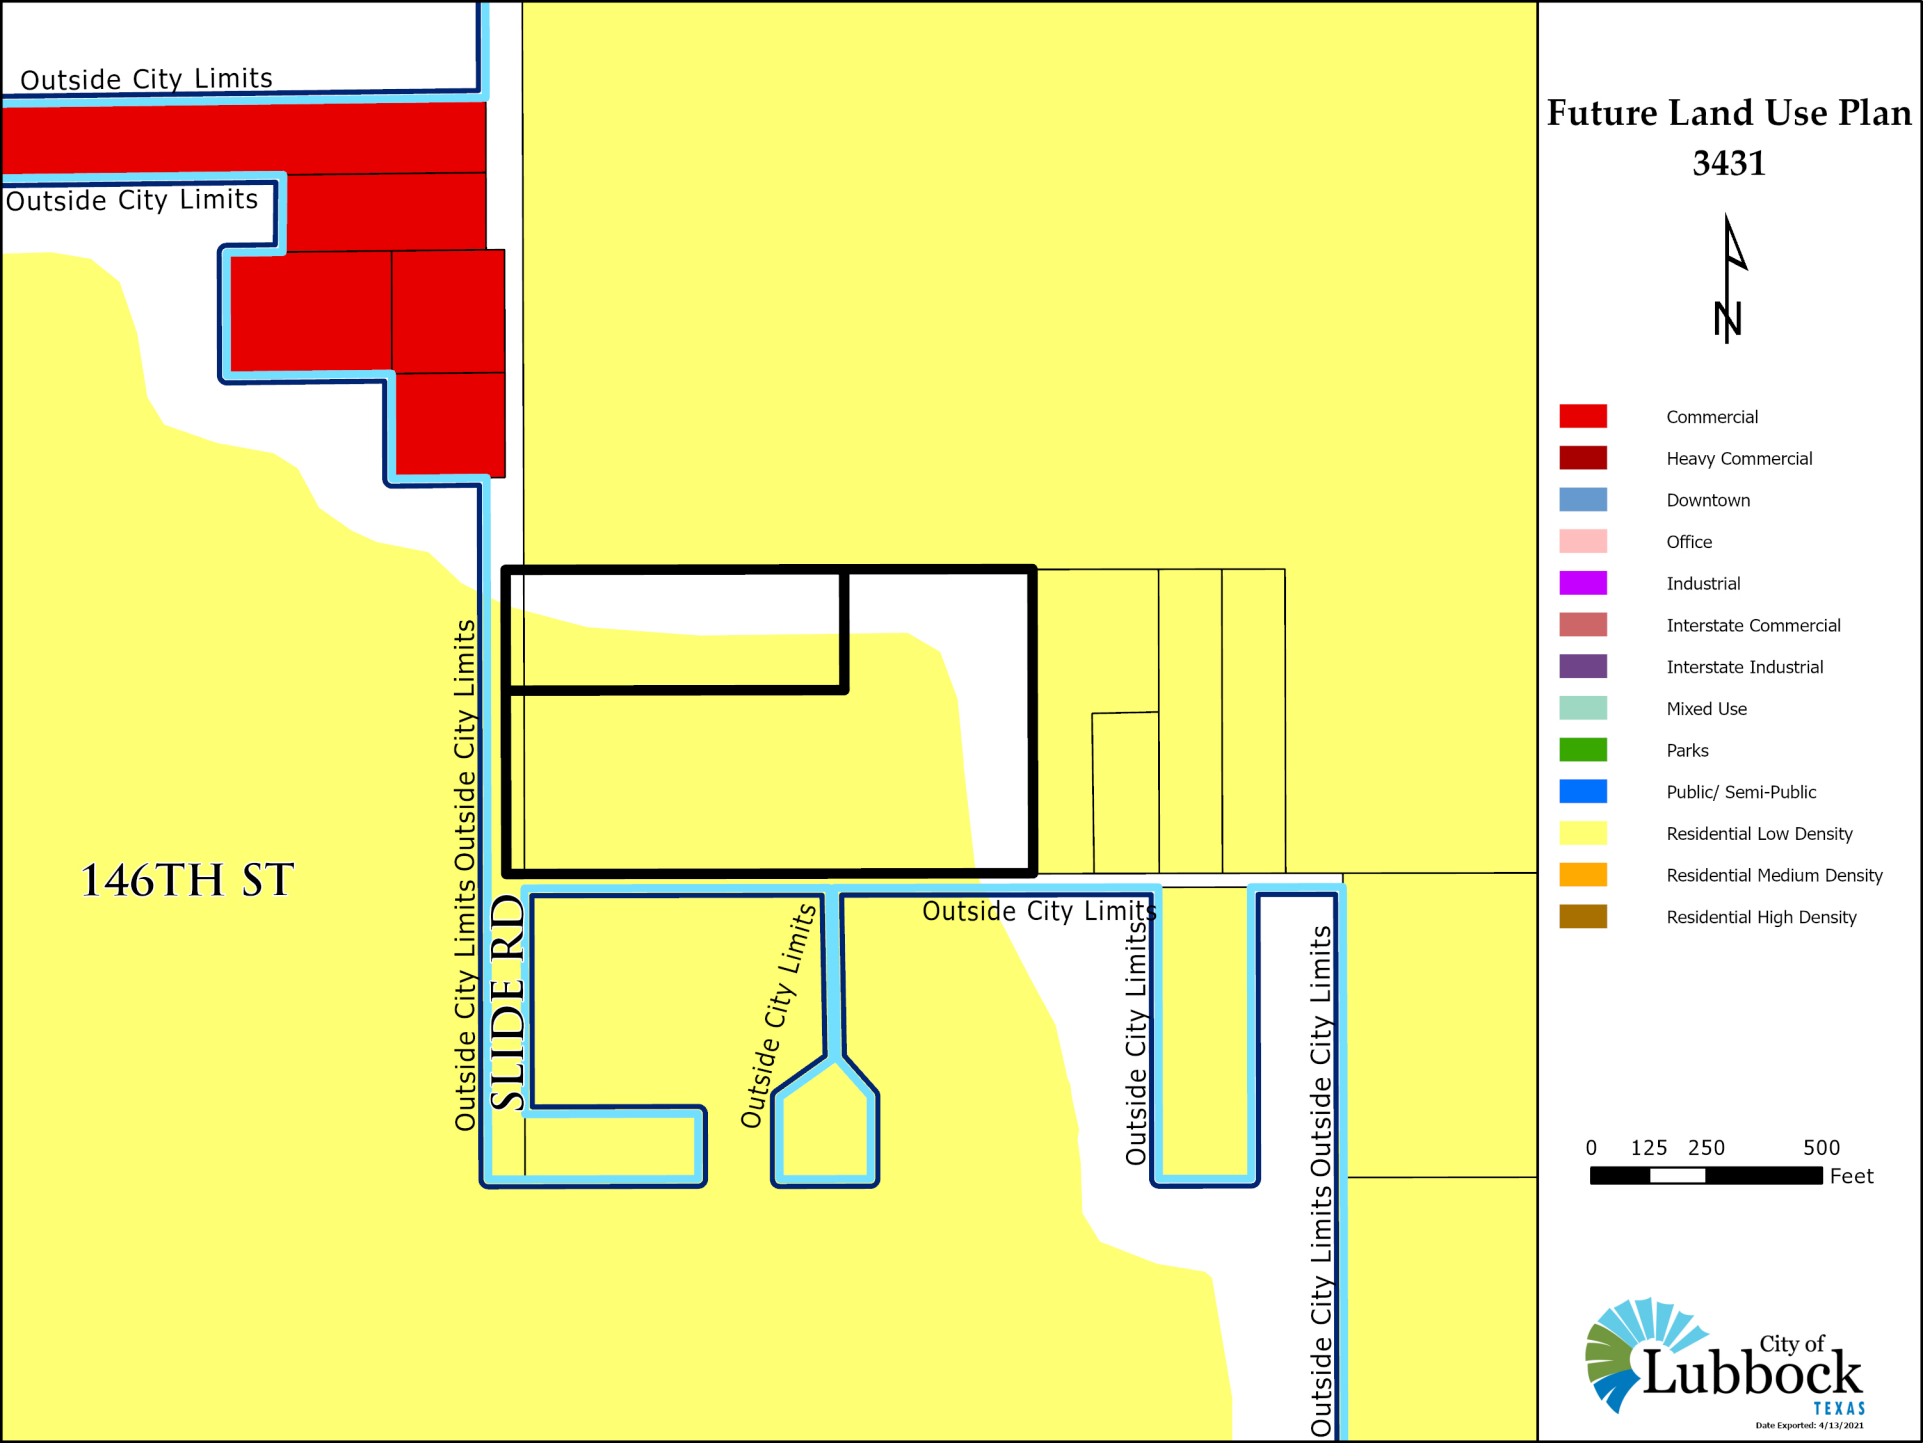 Outside City Limits
Outside City Limits
Outside City Limits Outside City Limits
146TH ST
SLIDE RD
Outside City Limits
Outside City Limits
Outside City Limits
Outside City Limits Outside City Limits
Future Land Use Plan
3431
N
Commercial
Heavy Commercial
Downtown
Office
Industrial
Interstate Commercial
Interstate Industrial
Mixed Use
Parks
Public/ Semi-Public
Residential Low Density
Residential Medium Density
Residential High Density
0 125 250 500
Feet
City of
Lubbock
TEXAS
Date Exported: 4/13/2021